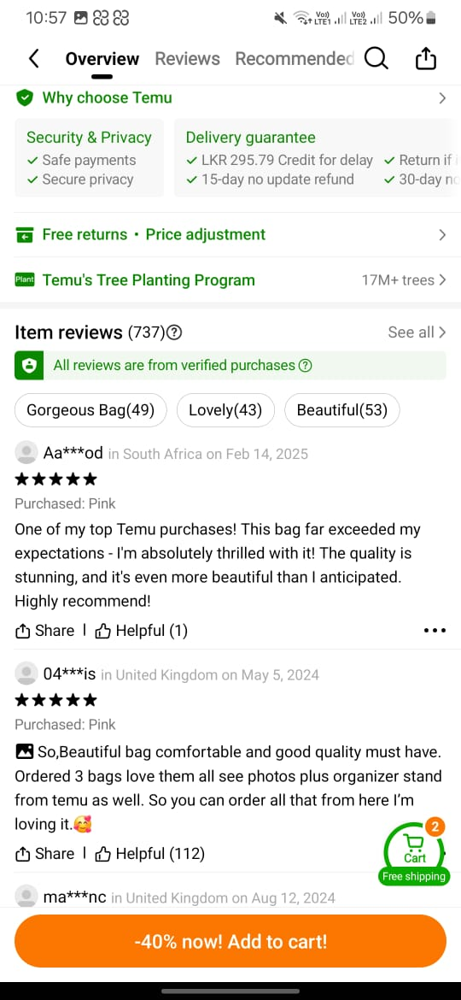 10:57
Vo) LTE1 Vo) LTE2 50%
Overview Reviews Recommended
Why choose Temu
Security & Privacy
Safe payments
Secure privacy
Delivery guarantee
LKR 295.79 Credit for delay
Return if
15-day no update refund
30-day no
Free returns • Price adjustment
Plant Temu's Tree Planting Program 17M+ trees
Item reviews (737) See all
All reviews are from verified purchases
Gorgeous Bag(49) Lovely(43) Beautiful(53)
Aa***od in South Africa on Feb 14, 2025
Purchased: Pink
One of my top Temu purchases! This bag far exceeded my
expectations - I'm absolutely thrilled with it! The quality is
stunning, and it's even more beautiful than I anticipated.
Highly recommend!
Share | Helpful (1)
04***is in United Kingdom on May 5, 2024
Purchased: Pink
So,Beautiful bag comfortable and good quality must have.
Ordered 3 bags love them all see photos plus organizer stand
from temu as well. So you can order all that from here I'm
loving it.🥰
Share | Helpful (112)
2
Cart
Free shipping
ma***nc in United Kingdom on Aug 12, 2024
-40% now! Add to cart!